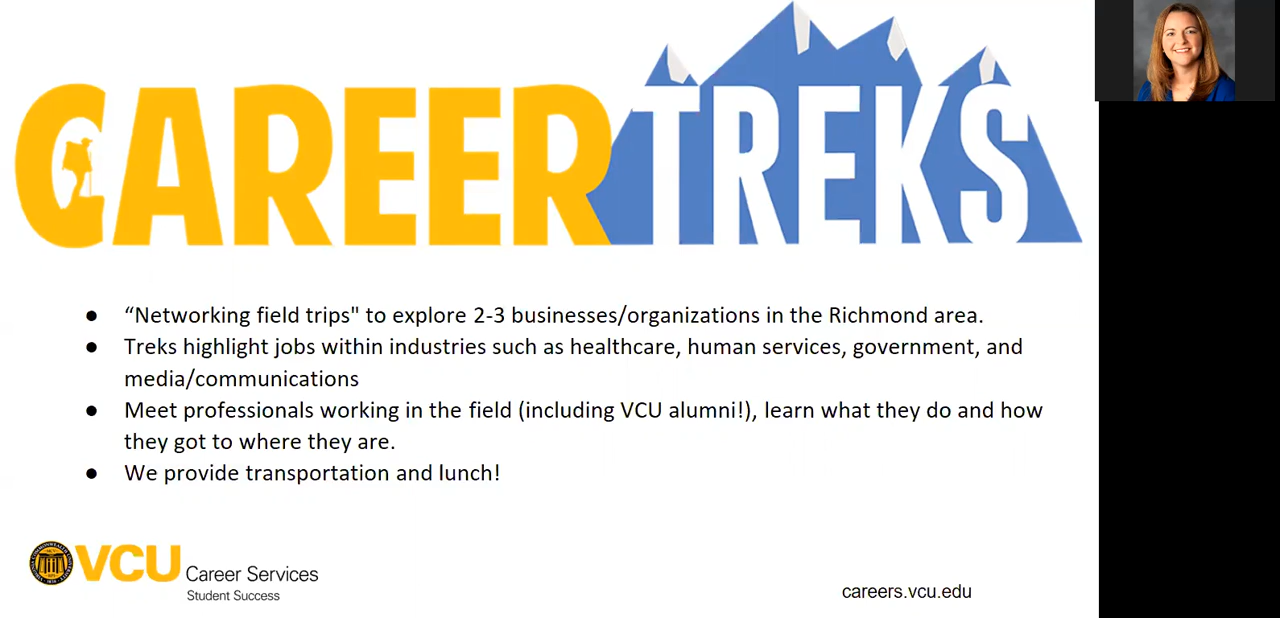 CAREER TREKS
● “Networking field trips" to explore 2-3 businesses/organizations in the Richmond area.
● Treks highlight jobs within industries such as healthcare, human services, government, and
media/communications
● Meet professionals working in the field (including VCU alumni!), learn what they do and how
they got to where they are.
● We provide transportation and lunch!
VCU Career Services
Student Success
careers.vcu.edu